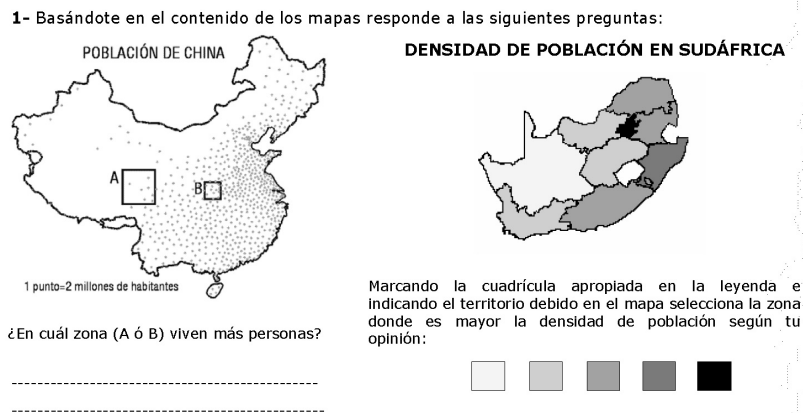 1- Basándote en el contenido de los mapas responde a las siguientes preguntas:
POBLACIÓN DE CHINA
A
B
1 punto=2 millones de habitantes
¿En cuál zona (A ó B) viven más personas?
DENSIDAD DE POBLACIÓN EN SUDÁFRICA
Marcando la cuadrícula apropiada en la leyenda e
indicando el territorio debido en el mapa selecciona la zona
donde es mayor la densidad de población según tu
opinión: